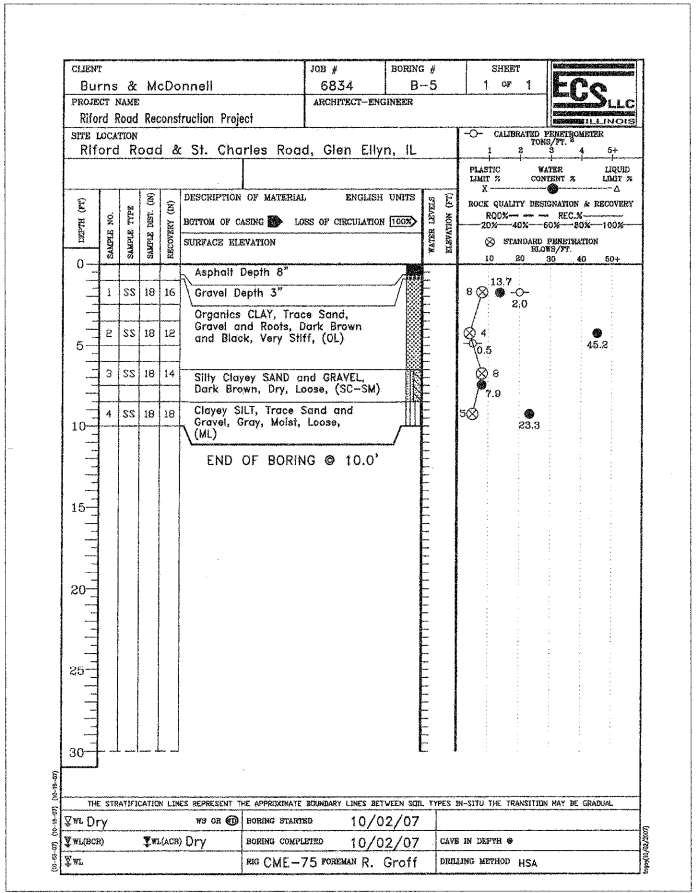 CLIENT
Burns & McDonnell
JOB #
6834
BORING #
B-5
SHEET
1 OF 1
ECS LLC
ILLINOIS
PROJECT NAME
Riford Road Reconstruction Project
ARCHITECT-ENGINEER
SITE LOCATION
Riford Road & St. Charles Road, Glen Ellyn, IL
-O- CALIBRATED PENETROMETER
TONS/FT.²
1 2 3 4 5+
PLASTIC WATER LIQUID
LIMIT % CONTENT % LIMIT %
X Δ
ROCK QUALITY DESIGNATION & RECOVERY
RQD% — — — REC.% ———
20%—40%—60%—80%—100%
⊗ STANDARD PENETRATION
BLOWS/FT.
10 20 30 40 50+
DEPTH (FT)
SAMPLE NO.
SAMPLE TYPE
SAMPLE DIST. (IN)
RECOVERY (IN)
DESCRIPTION OF MATERIAL ENGLISH UNITS
BOTTOM OF CASING LOSS OF CIRCULATION 100%
SURFACE ELEVATION
WATER LEVELS
ELEVATION (FT)
0
Asphalt Depth 8"
1 SS 18 16
Gravel Depth 3"
8 13.7 2.0
Organics CLAY, Trace Sand,
Gravel and Roots, Dark Brown
and Black, Very Stiff, (OL)
2 SS 18 12
4 45.2
5
0.5
3 SS 18 14
Silty Clayey SAND and GRAVEL,
Dark Brown, Dry, Loose, (SC-SM)
8
7.9
4 SS 18 18
Clayey SILT, Trace Sand and
Gravel, Gray, Moist, Loose,
(ML)
5 23.3
10
END OF BORING @ 10.0'
15
20
25
30
THE STRATIFICATION LINES REPRESENT THE APPROXIMATE BOUNDARY LINES BETWEEN SOIL TYPES IN-SITU THE TRANSITION MAY BE GRADUAL
WL Dry WS OR WD
BORING STARTED 10/02/07
WL(BCR) WL(ACR) Dry
BORING COMPLETED 10/02/07
CAVE IN DEPTH @
WL
RIG CME-75 FOREMAN R. Groff
DRILLING METHOD HSA